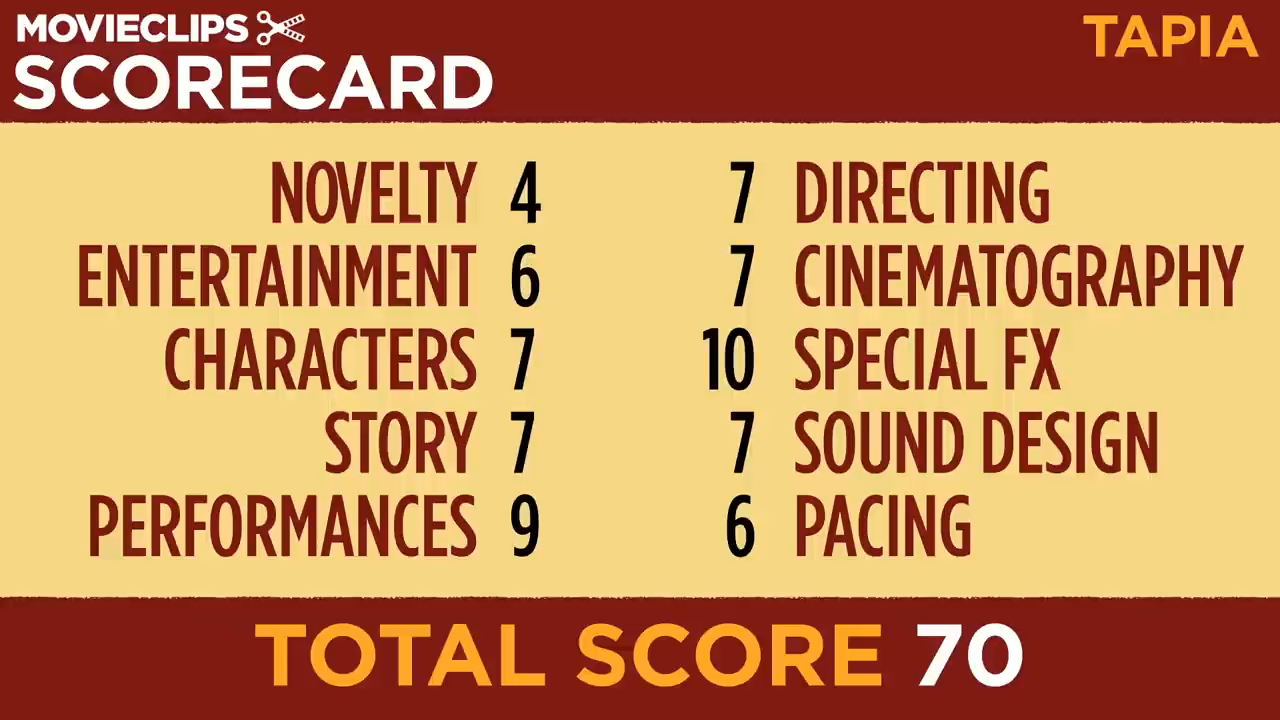 MOVIECLIPS
SCORECARD
TAPIA
NOVELTY 4
ENTERTAINMENT 6
CHARACTERS 7
STORY 7
PERFORMANCES 9
7 DIRECTING
7 CINEMATOGRAPHY
10 SPECIAL FX
7 SOUND DESIGN
6 PACING
TOTAL SCORE 70